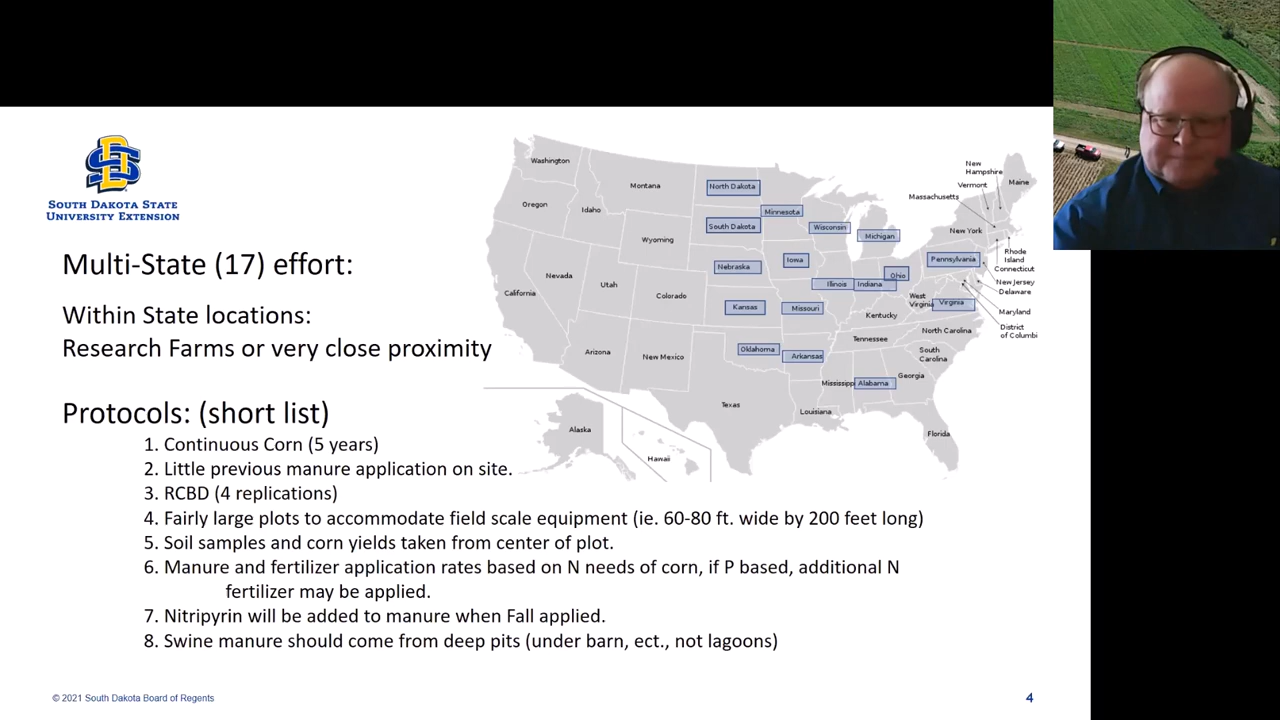 SOUTH DAKOTA STATE
UNIVERSITY EXTENSION
Multi-State (17) effort:
Within State locations:
Research Farms or very close proximity
Protocols: (short list)
1. Continuous Corn (5 years)
2. Little previous manure application on site.
3. RCBD (4 replications)
4. Fairly large plots to accommodate field scale equipment (ie. 60-80 ft. wide by 200 feet long)
5. Soil samples and corn yields taken from center of plot.
6. Manure and fertilizer application rates based on N needs of corn, if P based, additional N
fertilizer may be applied.
7. Nitripyrin will be added to manure when Fall applied.
8. Swine manure should come from deep pits (under barn, ect., not lagoons)
Washington
Oregon
Idaho
Montana
Wyoming
Nevada
Utah
California
Colorado
Arizona
New Mexico
North Dakota
South Dakota
Nebraska
Kansas
Oklahoma
Texas
Minnesota
Iowa
Missouri
Arkansas
Louisiana
Wisconsin
Illinois
Michigan
Indiana
Ohio
Kentucky
Tennessee
Mississipp
Alabama
Georgia
Florida
South
Carolina
North Carolina
Virginia
West
Virginia
Pennsylvania
New York
Maine
New
Hampshire
Vermont
Massachusetts
Rhode
Island
Connecticut
New Jersey
Delaware
Maryland
District
of Columbi
Alaska
Hawaii
© 2021 South Dakota Board of Regents
4